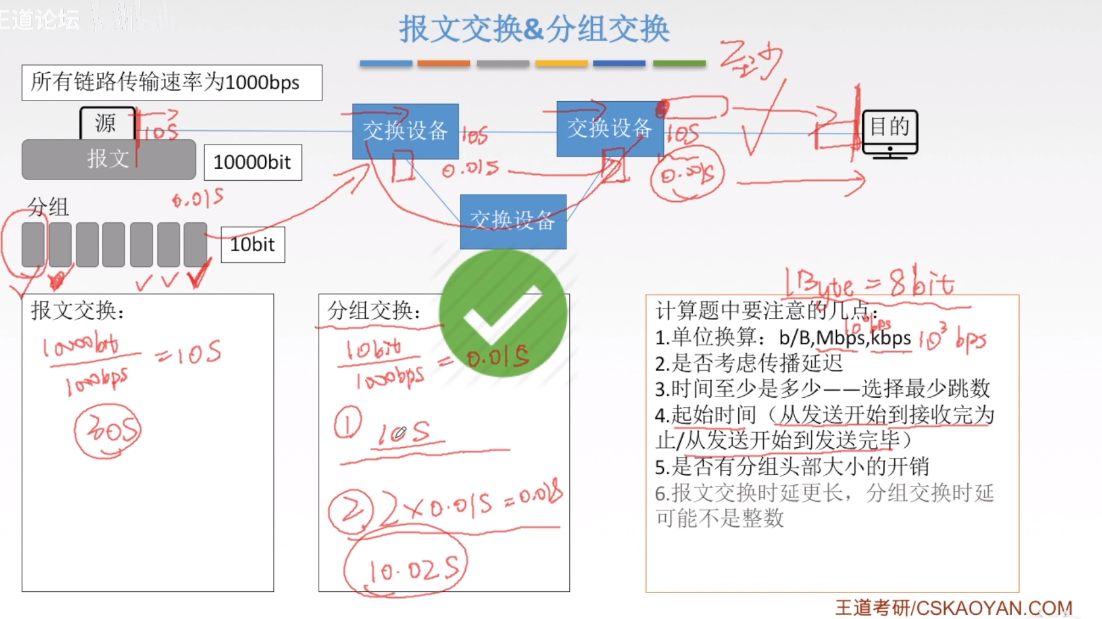 王道论坛
报文交换&分组交换
至少
所有链路传输速率为1000bps
源
10S
交换设备
10S
交换设备
10S
目的
报文
10000bit
0.01S
0.01S
0.01S
分组
交换设备
10bit
1Byte = 8bit
报文交换:
10000bit
1000bps
= 10S
30S
分组交换:
10bit
1000bps
= 0.01S
① 10S
② 2×0.01S=0.02S
10.02S
计算题中要注意的几点:
1.单位换算:b/B,Mbps,kbps
10³ bps
2.是否考虑传播延迟
3.时间至少是多少——选择最少跳数
4.起始时间(从发送开始到接收完为
止/从发送开始到发送完毕)
5.是否有分组头部大小的开销
6.报文交换时延更长,分组交换时延
可能不是整数
王道考研/CSKAOYAN.COM